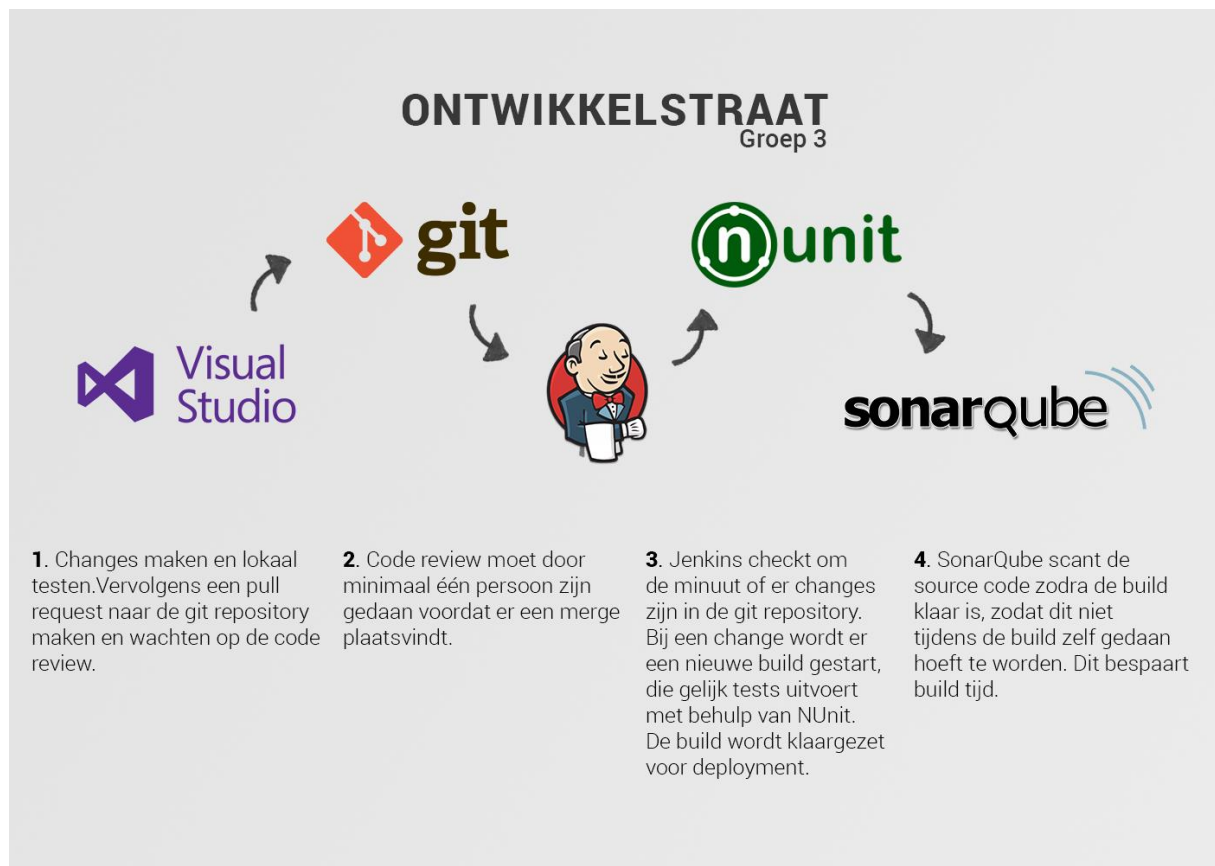 ONTWIKKELSTRAAT
Groep 3
git
nunit
Visual
Studio
sonarqube
1. Changes maken en lokaal
testen.Vervolgens een pull
request naar de git repository
maken en wachten op de code
review.
2. Code review moet door
minimaal één persoon zijn
gedaan voordat er een merge
plaatsvindt.
3. Jenkins checkt om
de minuut of er changes
zijn in de git repository.
Bij een change wordt er
een nieuwe build gestart,
die gelijk tests uitvoert
met behulp van NUnit.
De build wordt klaargezet
voor deployment.
4. SonarQube scant de
source code zodra de build
klaar is, zodat dit niet
tijdens de build zelf gedaan
hoeft te worden. Dit bespaart
build tijd.